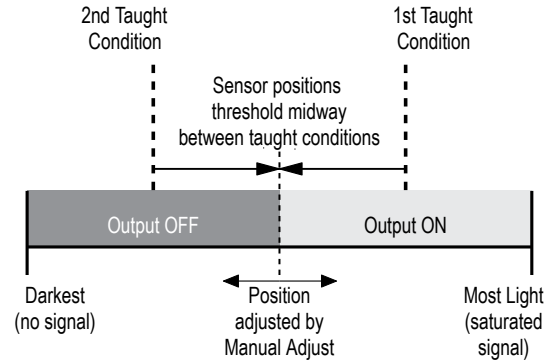 2nd Taught
Condition
1st Taught
Condition
Sensor positions
threshold midway
between taught conditions
Output OFF
Output ON
Darkest
(no signal)
Position
adjusted by
Manual Adjust
Most Light
(saturated
signal)